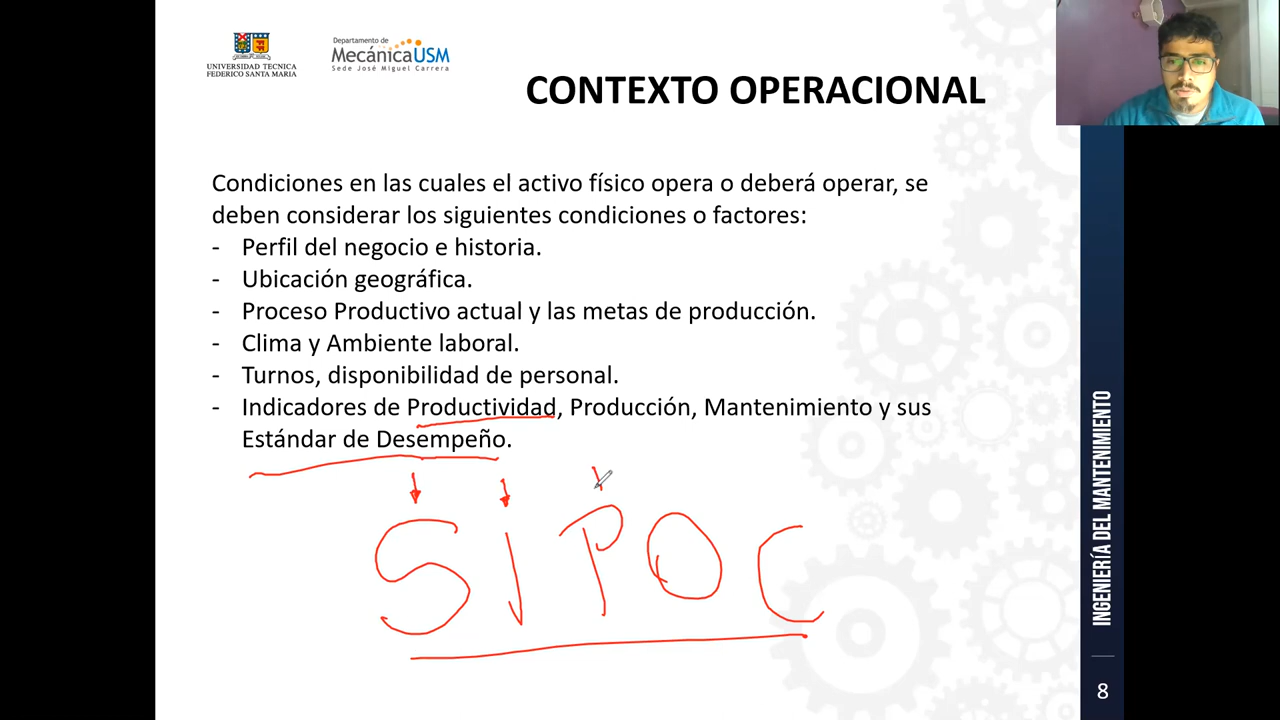 UNIVERSIDAD TECNICA
FEDERICO SANTA MARIA
Departamento de
MecánicaUSM
Sede José Miguel Carrera
CONTEXTO OPERACIONAL
Condiciones en las cuales el activo físico opera o deberá operar, se
deben considerar los siguientes condiciones o factores:
- Perfil del negocio e historia.
- Ubicación geográfica.
- Proceso Productivo actual y las metas de producción.
- Clima y Ambiente laboral.
- Turnos, disponibilidad de personal.
- Indicadores de Productividad, Producción, Mantenimiento y sus
Estándar de Desempeño.
SIPOC
INGENIERÍA DEL MANTENIMIENTO
8